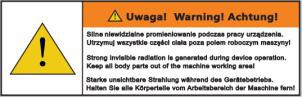 Uwaga! Warning! Achtung!
Silne niewidzialne promieniowanie podczas pracy urządzenia.
Utrzymuj wszystkie części ciała poza polem roboczym maszyny!
Strong invisible radiation is generated during device operation.
Keep all body parts out of the machine working area!
Starke unsichtbare Strahlung während des Gerätebetriebs.
Halten Sie alle Körperteile vom Arbeitsbereich der Maschine fern!